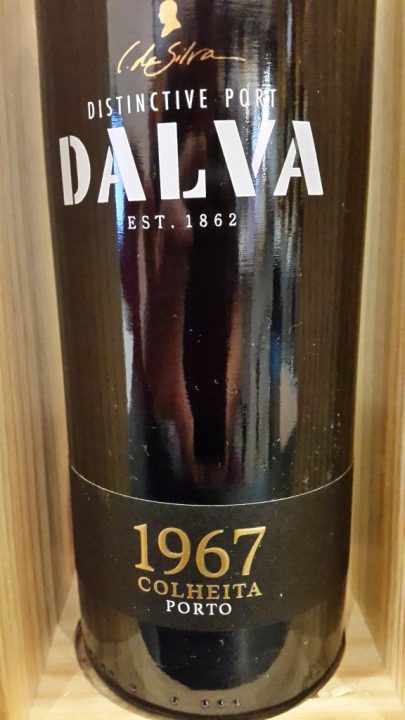 C. da Silva
DISTINCTIVE PORT
DALVA
EST. 1862
1967
COLHEITA
PORTO